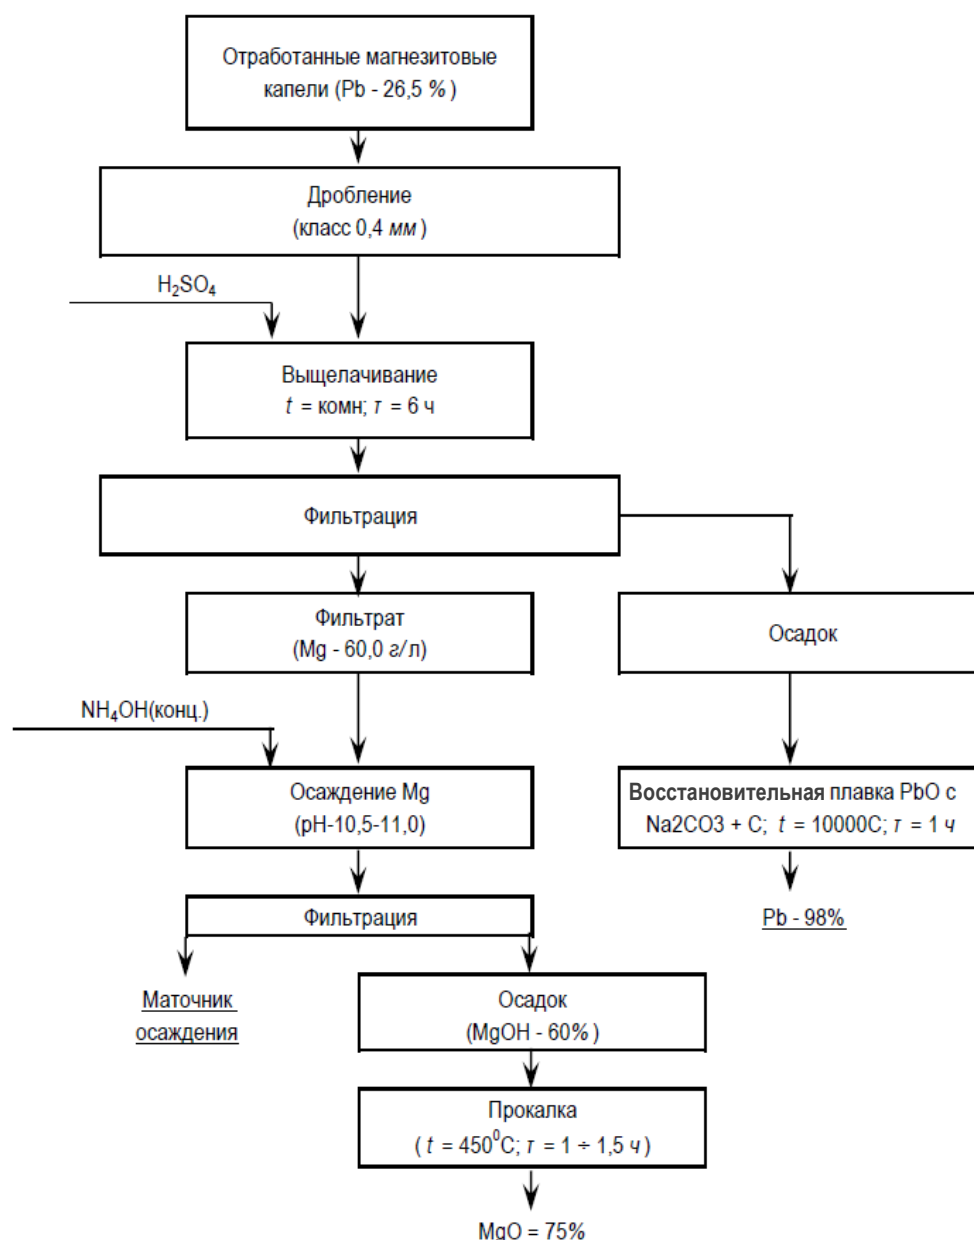 Отработанные магнезитовые
капели (Pb - 26,5 % )
Дробление
(класс 0,4 мм )
H₂SO₄
Выщелачивание
t = комн; τ = 6 ч
Фильтрация
Фильтрат
(Mg - 60,0 г/л)
Осадок
NH₄OH(конц.)
Осаждение Mg
(pH-10,5-11,0)
Восстановительная плавка PbO с
Na2CO3 + C; t = 10000C; τ = 1 ч
Фильтрация
Pb - 98%
Маточник
осаждения
Осадок
(MgOH - 60% )
Прокалка
( t = 450⁰C; τ = 1 ÷ 1,5 ч )
MgO = 75%